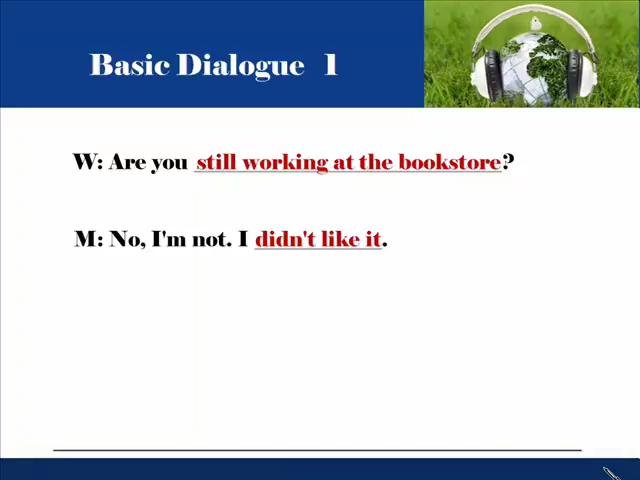 Basic Dialogue 1
W: Are you still working at the bookstore?
M: No, I'm not. I didn't like it.